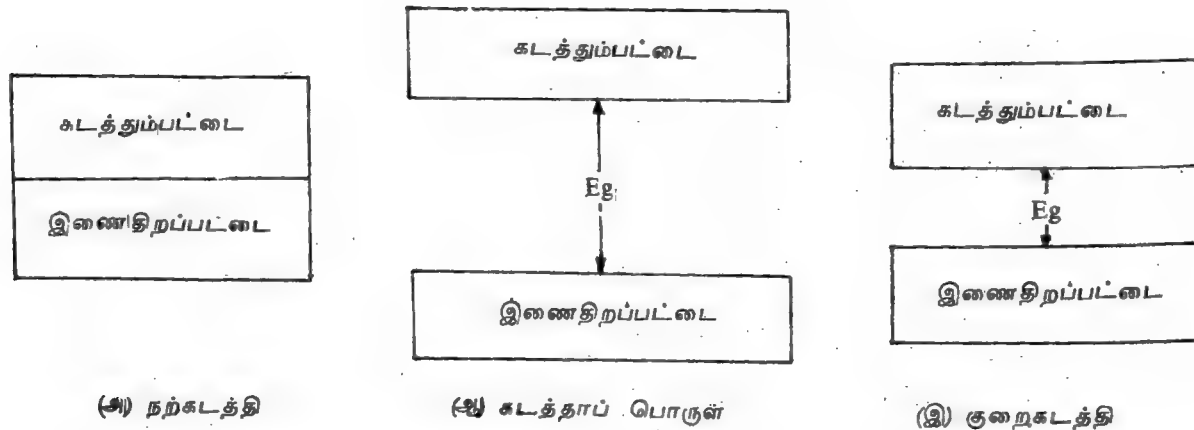 கடத்தும்பட்டை
இணைதிறப்பட்டை
(அ) நற்கடத்தி
கடத்தும்பட்டை
Eg
இணைதிறப்பட்டை
(ஆ) கடத்தாப் பொருள்
கடத்தும்பட்டை
Eg
இணைதிறப்பட்டை
(இ) குறைகடத்தி